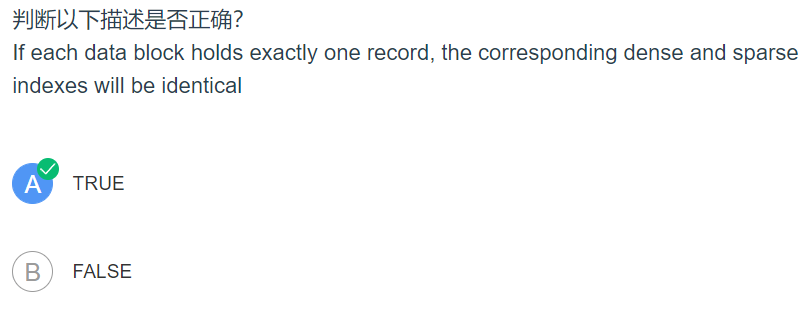 判断以下描述是否正确?
If each data block holds exactly one record, the corresponding dense and sparse
indexes will be identical
A TRUE
B FALSE